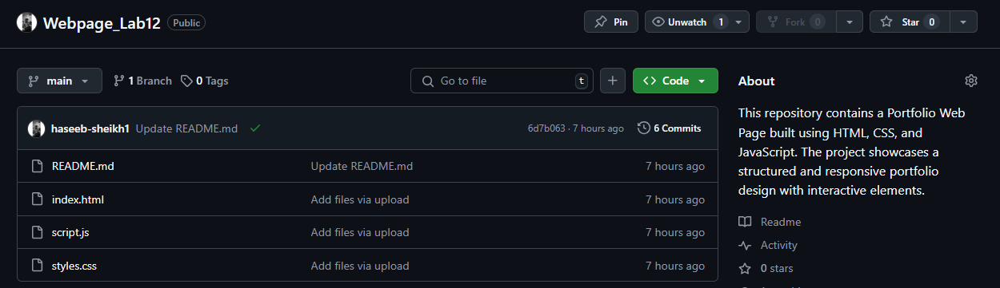 Webpage_Lab12 Public
Pin Unwatch 1 Fork 0 Star 0
main 1 Branch 0 Tags Go to file t Code
haseeb-sheikh1 Update README.md 6d7b063 · 7 hours ago 6 Commits
README.md Update README.md 7 hours ago
index.html Add files via upload 7 hours ago
script.js Add files via upload 7 hours ago
styles.css Add files via upload 7 hours ago
About
This repository contains a Portfolio Web
Page built using HTML, CSS, and
JavaScript. The project showcases a
structured and responsive portfolio
design with interactive elements.
Readme
Activity
0 stars